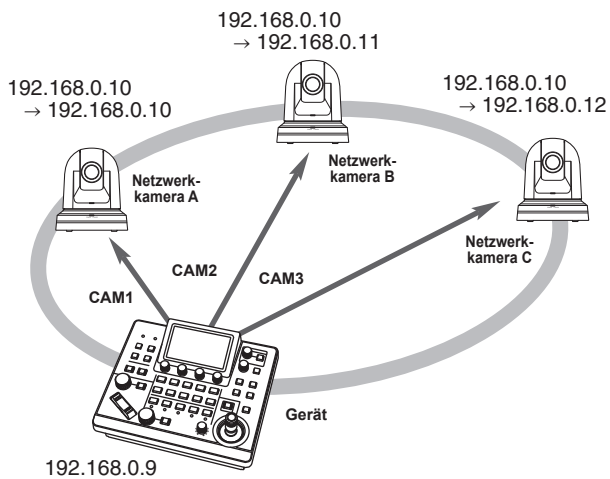 192.168.0.10
→ 192.168.0.11
192.168.0.10
→ 192.168.0.10
192.168.0.10
→ 192.168.0.12
Netzwerk-
kamera A
Netzwerk-
kamera B
Netzwerk-
kamera C
CAM1
CAM2
CAM3
Gerät
192.168.0.9